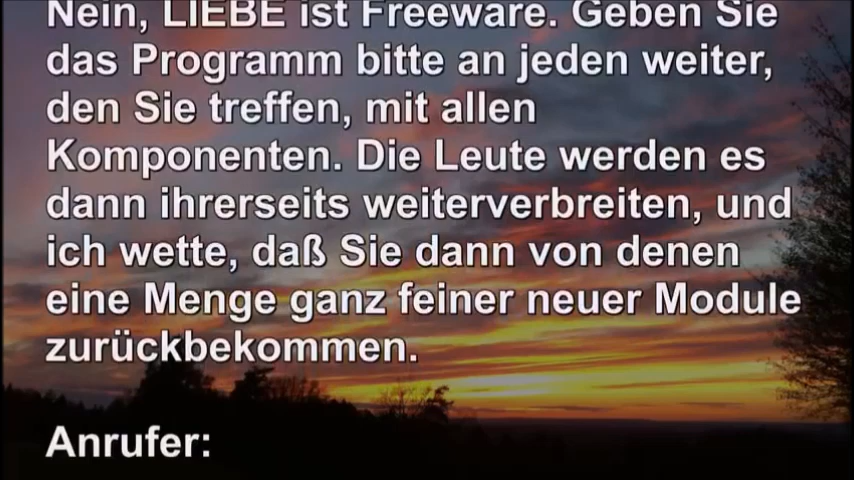 Nein, LIEBE ist Freeware. Geben Sie
das Programm bitte an jeden weiter,
den Sie treffen, mit allen
Komponenten. Die Leute werden es
dann ihrerseits weiterverbreiten, und
ich wette, daß Sie dann von denen
eine Menge ganz feiner neuer Module
zurückbekommen.
Anrufer: